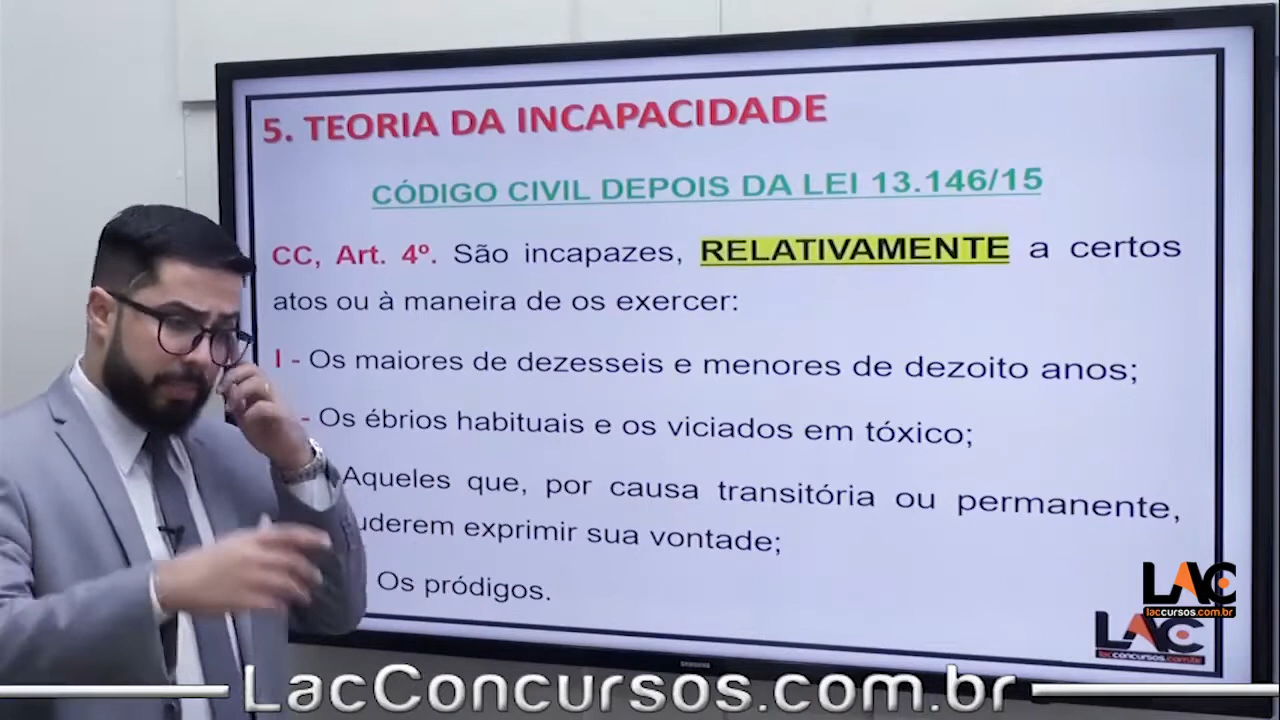 5. TEORIA DA INCAPACIDADE
CÓDIGO CIVIL DEPOIS DA LEI 13.146/15
CC, Art. 4º. São incapazes, RELATIVAMENTE a certos
atos ou à maneira de os exercer:
I - Os maiores de dezesseis e menores de dezoito anos;
- Os ébrios habituais e os viciados em tóxico;
Aqueles que, por causa transitória ou permanente,
uderem exprimir sua vontade;
Os pródigos.
LAC
laccursos.com.br
LAC
laccursos.com.br
SAMSUNG
LacConcursos.com.br